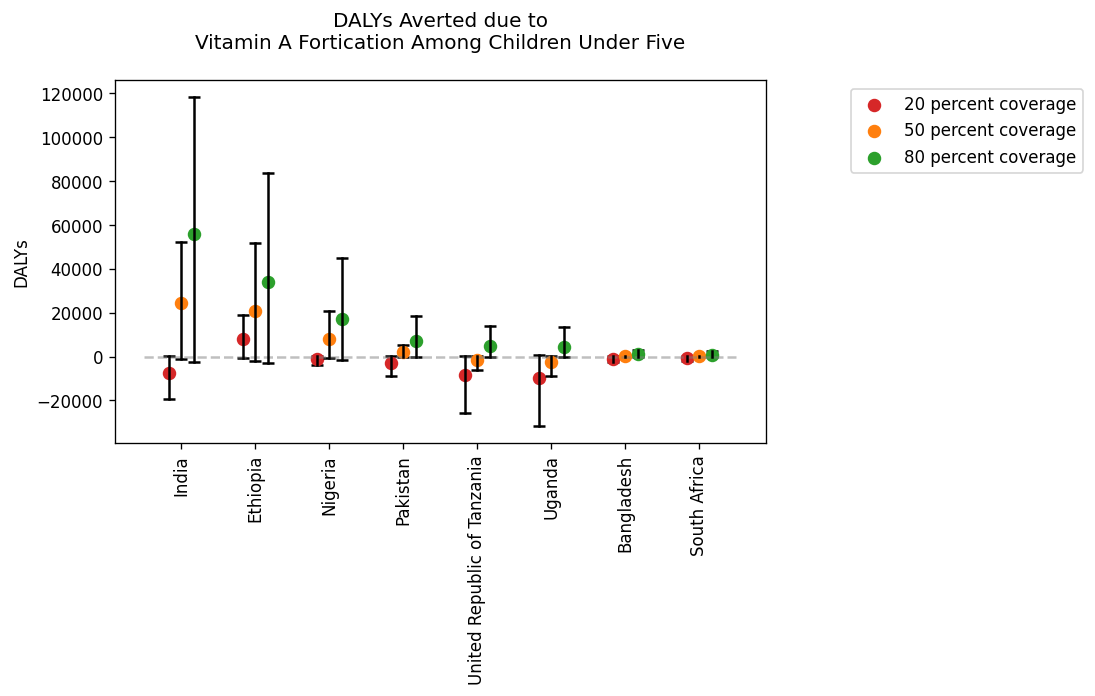 DALYs Averted due to
Vitamin A Fortication Among Children Under Five
DALYs
120000
100000
80000
60000
40000
20000
0
−20000
India
Ethiopia
Nigeria
Pakistan
United Republic of Tanzania
Uganda
Bangladesh
South Africa
20 percent coverage
50 percent coverage
80 percent coverage